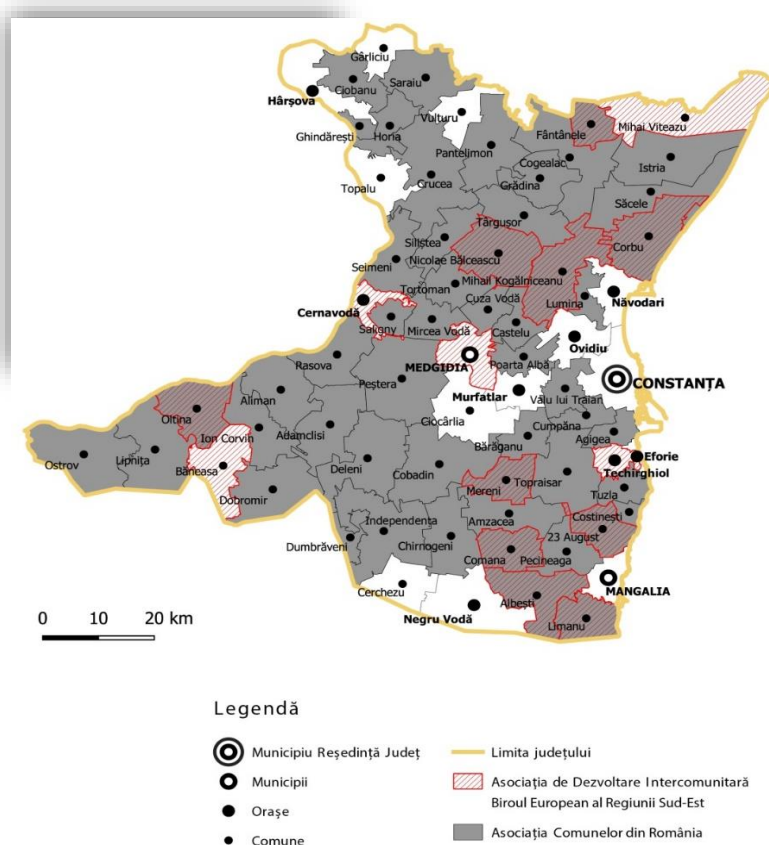 Gârliciu
Ciobanu
Saraiu
Hârșova
Vulturu
Ghindărești
Horia
Fântânele
Mihai Viteazu
Pantelimon
Cogealac
Istria
Topalu
Crucea
Grădina
Săcele
Târgușor
Corbu
Siliștea
Nicolae Bălceascu
Seimeni
Mihail Kogălniceanu
Tortoman
Cuza Vodă
Lumina
Năvodari
Cernavodă
Saligny
Mircea Vodă
Castelu
Ovidiu
MEDGIDIA
Poarta Albă
Rasova
CONSTANȚA
Peștera
Murfatlar
Valu lui Traian
Aliman
Oltina
Ciocârlia
Cumpăna
Ion Corvin
Adamclisi
Agigea
Bărăganu
Ostrov
Lipnița
Băneasa
Deleni
Cobadin
Eforie
Techirghiol
Dobromir
Mereni
Topraisar
Tuzla
Amzacea
Costinești
Independența
23 August
Dumbrăveni
Chirnogeni
Comana
Pecineaga
Cerchezu
MANGALIA
Albești
Negru Vodă
Limanu
0 10 20 km
Legendă
Municipiu Reședință Județ
Limita județului
Municipii
Asociația de Dezvoltare Intercomunitară
Biroul European al Regiunii Sud-Est
Orașe
Comune
Asociația Comunelor din România